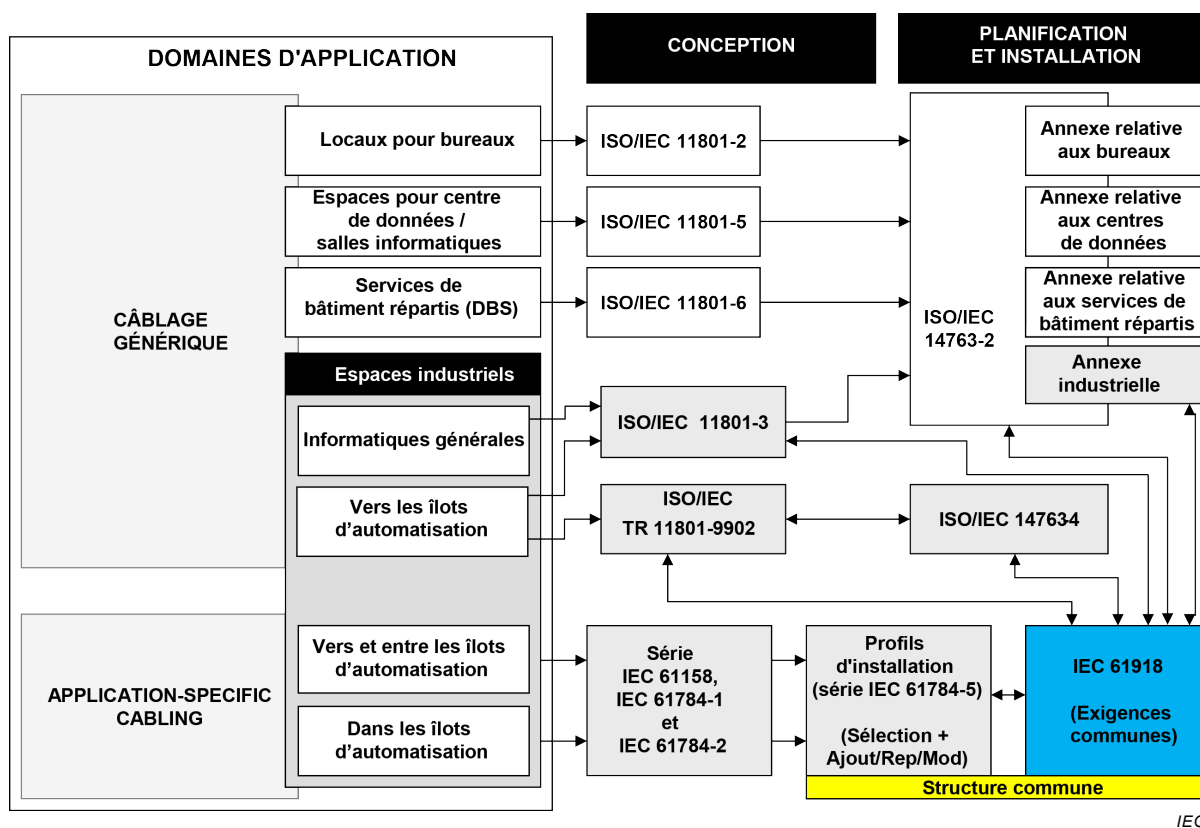 DOMAINES D'APPLICATION
CONCEPTION
PLANIFICATION
ET INSTALLATION
CÂBLAGE
GÉNÉRIQUE
Locaux pour bureaux
ISO/IEC 11801-2
Annexe relative
aux bureaux
Espaces pour centre
de données /
salles informatiques
ISO/IEC 11801-5
Annexe relative
aux centres
de données
Services de
bâtiment répartis (DBS)
ISO/IEC 11801-6
ISO/IEC
14763-2
Annexe relative
aux services de
bâtiment répartis
Annexe
industrielle
Espaces industriels
Informatiques générales
ISO/IEC 11801-3
Vers les îlots
d’automatisation
ISO/IEC
TR 11801-9902
ISO/IEC 14763-4
APPLICATION-SPECIFIC
CABLING
Vers et entre les îlots
d’automatisation
Dans les îlots
d’automatisation
Série
IEC 61158,
IEC 61784-1
et
IEC 61784-2
Profils
d'installation
(série IEC 61784-5)
(Sélection +
Ajout/Rep/Mod)
IEC 61918
(Exigences
communes)
Structure commune
IEC